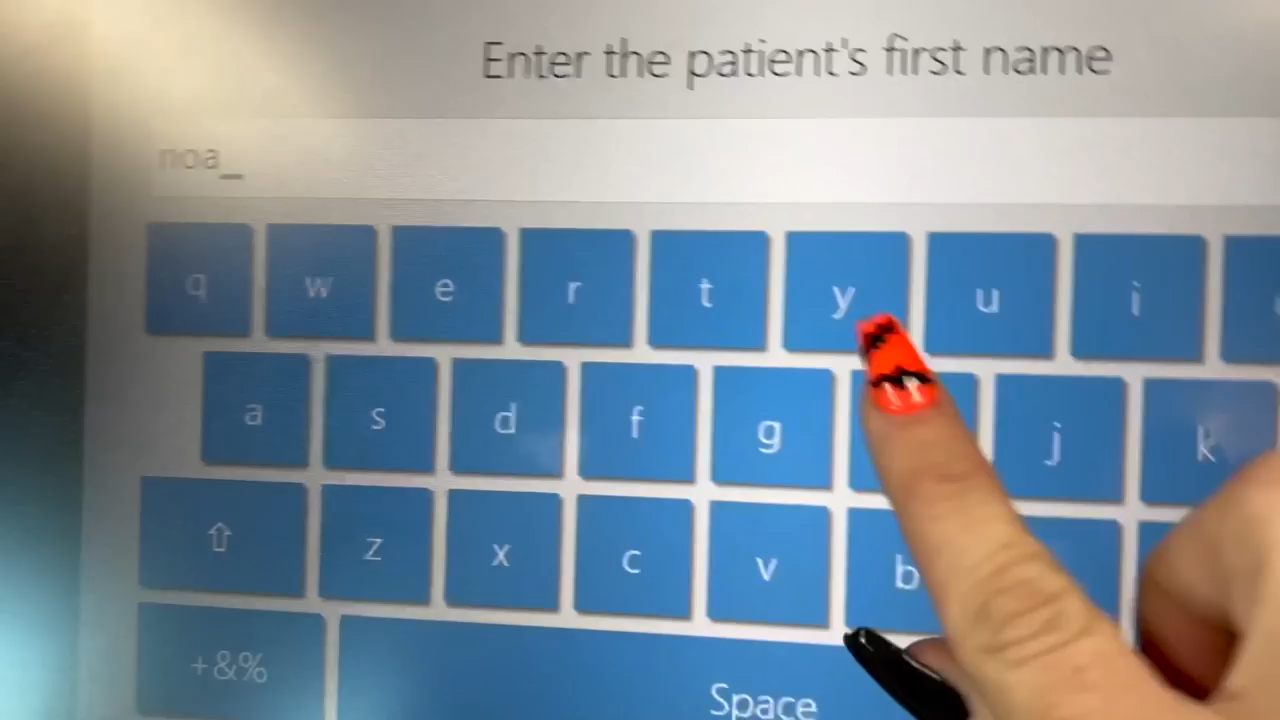 Enter the patient's first name
noa_
q w e r t y u i
a s d f g j k
⇧ z x c v b
+&% Space